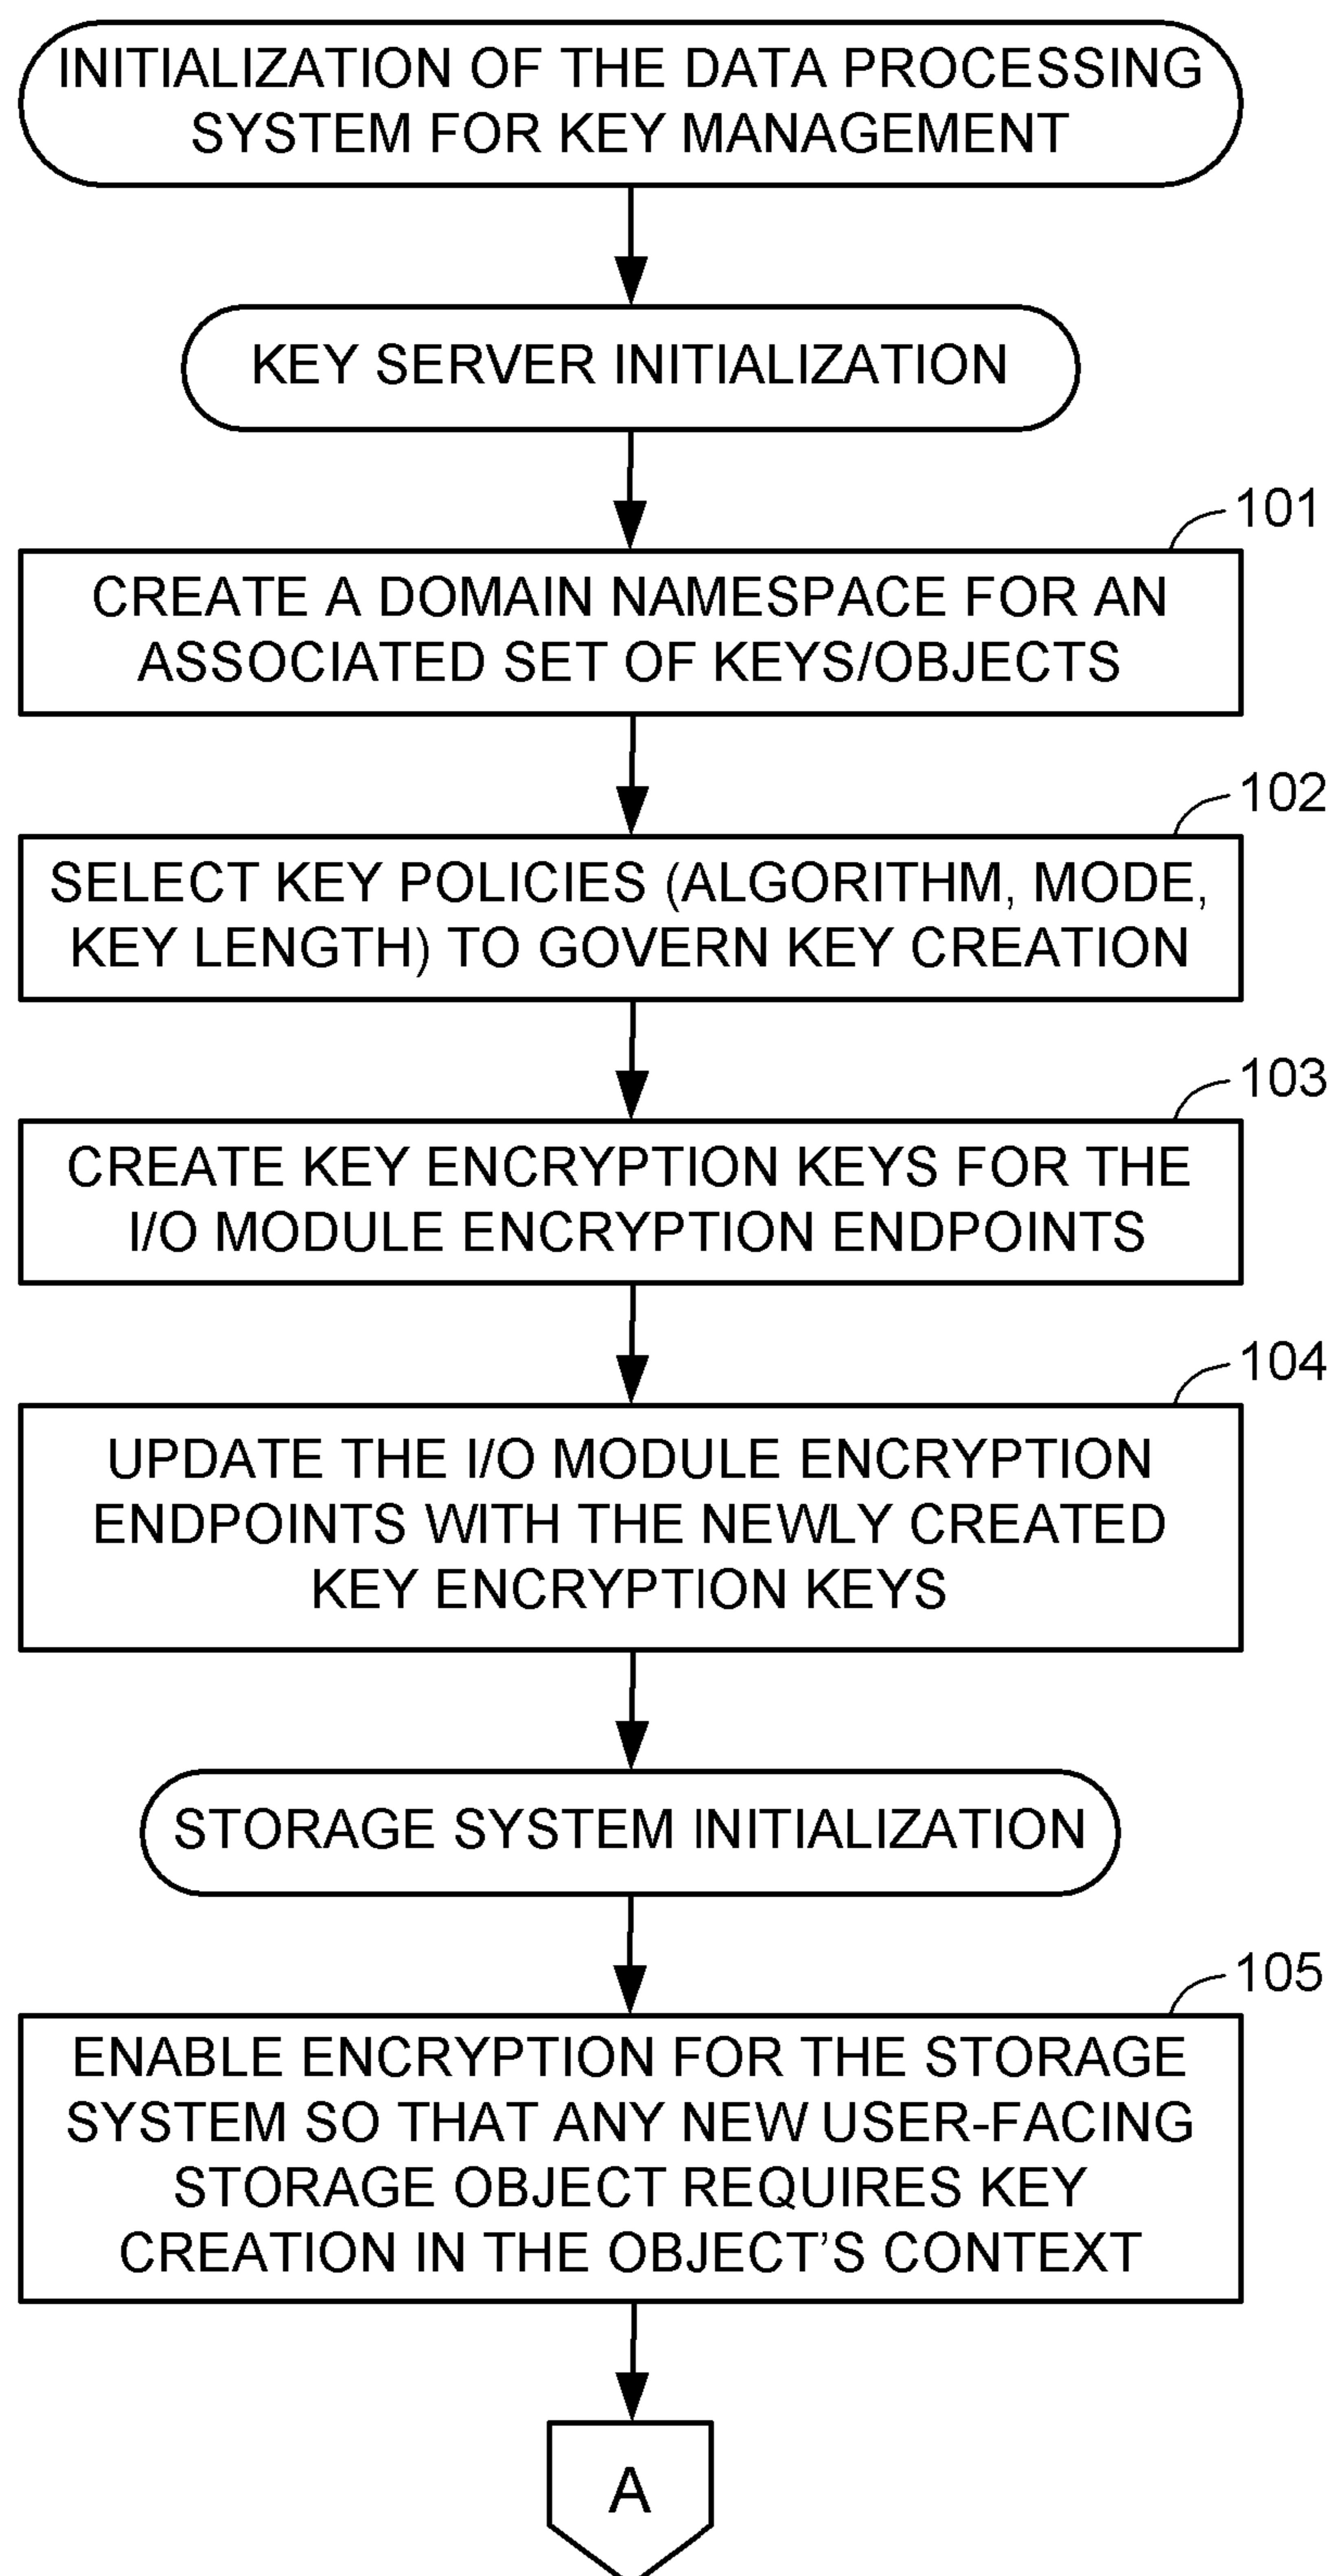 INITIALIZATION OF THE DATA PROCESSING
SYSTEM FOR KEY MANAGEMENT
KEY SERVER INITIALIZATION
101
CREATE A DOMAIN NAMESPACE FOR AN
ASSOCIATED SET OF KEYS/OBJECTS
102
SELECT KEY POLICIES (ALGORITHM, MODE,
KEY LENGTH) TO GOVERN KEY CREATION
103
CREATE KEY ENCRYPTION KEYS FOR THE
I/O MODULE ENCRYPTION ENDPOINTS
104
UPDATE THE I/O MODULE ENCRYPTION
ENDPOINTS WITH THE NEWLY CREATED
KEY ENCRYPTION KEYS
STORAGE SYSTEM INITIALIZATION
105
ENABLE ENCRYPTION FOR THE STORAGE
SYSTEM SO THAT ANY NEW USER-FACING
STORAGE OBJECT REQUIRES KEY
CREATION IN THE OBJECT'S CONTEXT
A